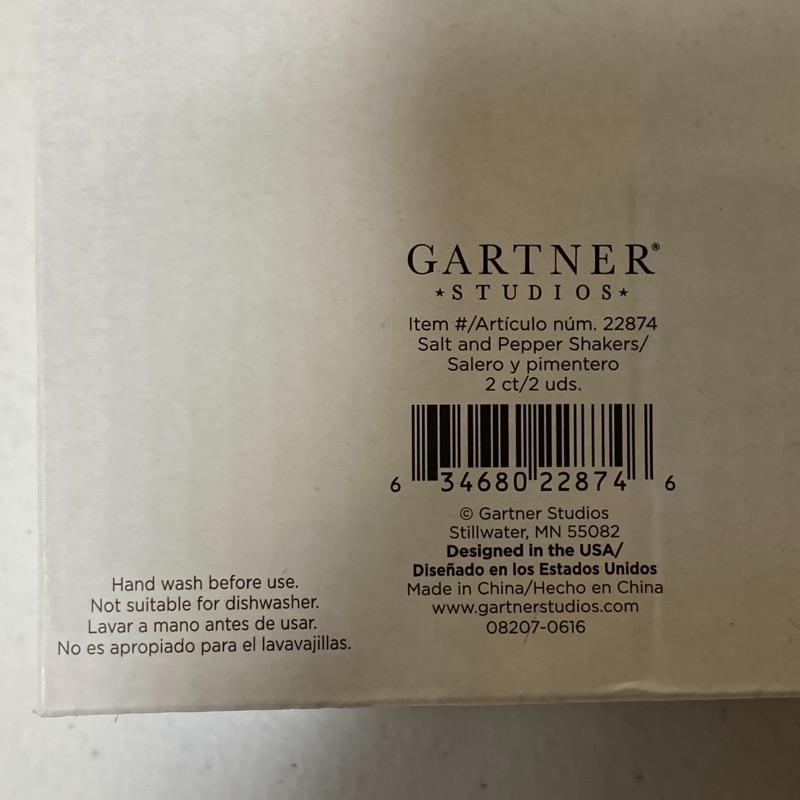 GARTNER®
★STUDIOS★
Item #/Artículo núm. 22874
Salt and Pepper Shakers/
Salero y pimentero
2 ct/2 uds.
6 34680 22874 6
© Gartner Studios
Stillwater, MN 55082
Designed in the USA/
Diseñado en los Estados Unidos
Made in China/Hecho en China
www.gartnerstudios.com
08207-0616
Hand wash before use.
Not suitable for dishwasher.
Lavar a mano antes de usar.
No es apropiado para el lavavajillas.